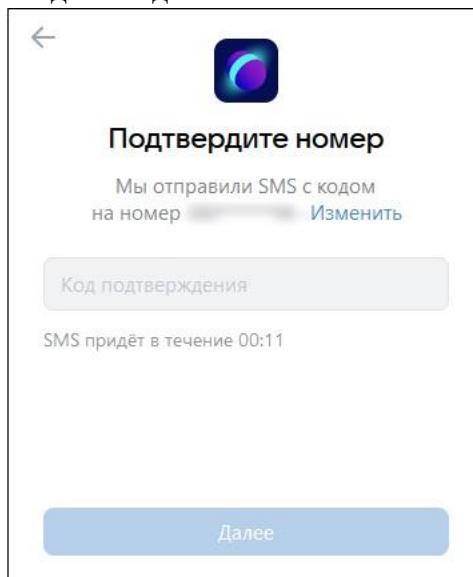 Подтвердите номер
Мы отправили SMS с кодом
на номер Изменить
Код подтверждения
SMS придёт в течение 00:11
Далее